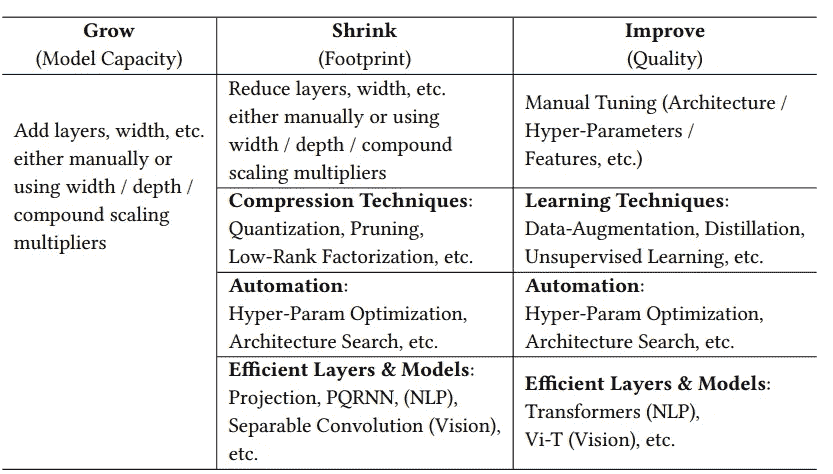 Grow
(Model Capacity)
Shrink
(Footprint)
Improve
(Quality)
Add layers, width, etc.
either manually or
using width / depth /
compound scaling
multipliers
Reduce layers, width, etc.
either manually or using
width / depth / compound
scaling multipliers
Manual Tuning (Architecture /
Hyper-Parameters /
Features, etc.)
Compression Techniques:
Quantization, Pruning,
Low-Rank Factorization, etc.
Learning Techniques:
Data-Augmentation, Distillation,
Unsupervised Learning, etc.
Automation:
Hyper-Param Optimization,
Architecture Search, etc.
Automation:
Hyper-Param Optimization,
Architecture Search, etc.
Efficient Layers & Models:
Projection, PQRNN, (NLP),
Separable Convolution (Vision),
etc.
Efficient Layers & Models:
Transformers (NLP),
Vi-T (Vision), etc.